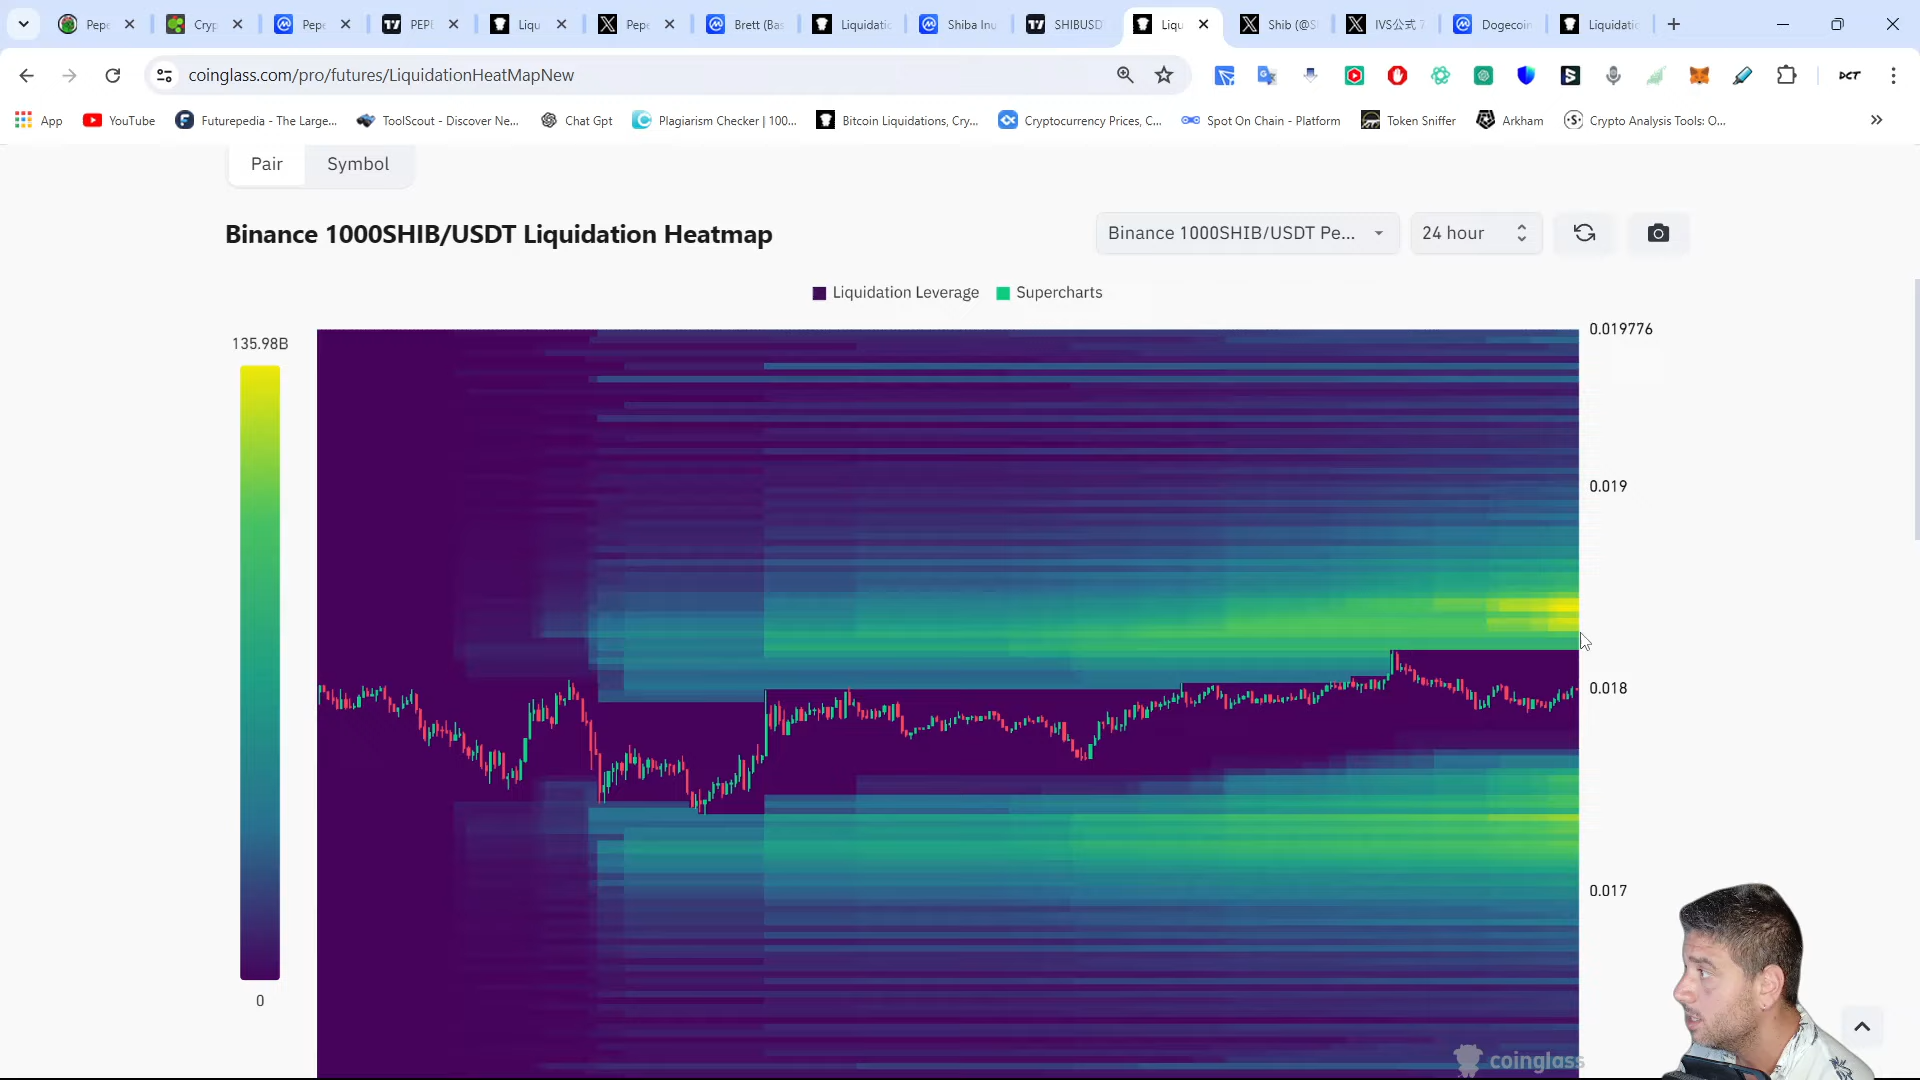 Pepe
Cryp
Pepe
PEPE
Liqu
Pepe
Brett (Bas
Liquidatio
Shiba Inu
SHIBUSD
Liqu
Shib (@S
IVS公式 7
Dogecoin
Liquidatio
coinglass.com/pro/futures/LiquidationHeatMapNew
App YouTube Futurepedia - The Large... ToolScout - Discover Ne... Chat Gpt Plagiarism Checker | 100... Bitcoin Liquidations, Cry... Cryptocurrency Prices, C... Spot On Chain - Platform Token Sniffer Arkham Crypto Analysis Tools: O... »
Pair Symbol
Binance 1000SHIB/USDT Liquidation Heatmap
Binance 1000SHIB/USDT Pe...
24 hour
Liquidation Leverage Supercharts
135.98B
0
0.019776
0.019
0.018
0.017
coinglass